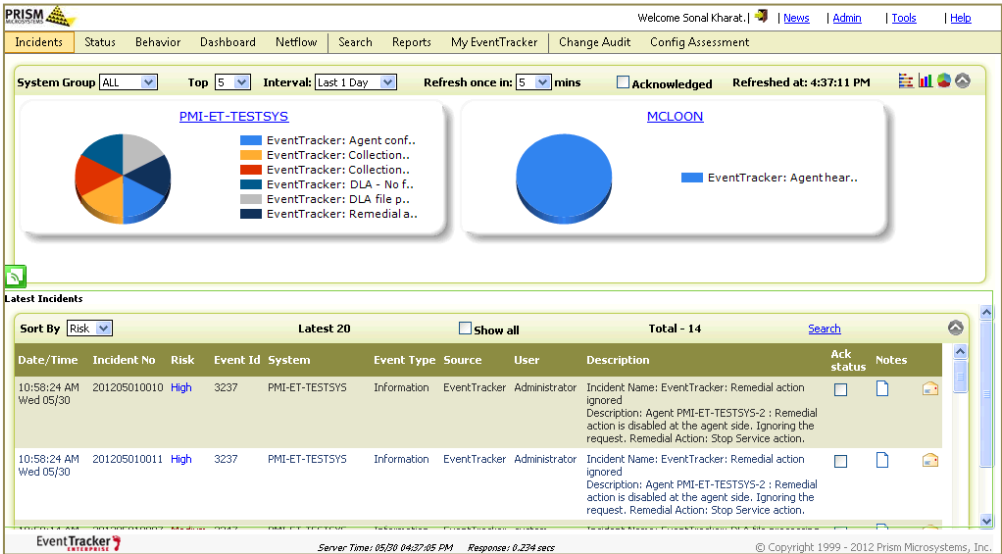 PRISM
MICROSYSTEMS
Welcome Sonal Kharat. | | News | Admin | Tools | Help
Incidents Status Behavior Dashboard Netflow Search Reports My EventTracker Change Audit Config Assessment
System Group ALL Top 5 Interval: Last 1 Day Refresh once in: 5 mins Acknowledged Refreshed at: 4:37:11 PM
PMI-ET-TESTSYS
EventTracker: Agent conf..
EventTracker: Collection..
EventTracker: Collection..
EventTracker: DLA - No f..
EventTracker: DLA file p..
EventTracker: Remedial a..
MCLOON
EventTracker: Agent hear..
Latest Incidents
Sort By Risk Latest 20 Show all Total - 14 Search
Date/Time Incident No Risk Event Id System Event Type Source User Description Ack status Notes
10:58:24 AM 201205010010 High 3237 PMI-ET-TESTSYS Information EventTracker Administrator Incident Name: EventTracker: Remedial action
Wed 05/30 ignored
Description: Agent PMI-ET-TESTSYS-2 : Remedial
action is disabled at the agent side. Ignoring the
request. Remedial Action: Stop Service action.
10:58:24 AM 201205010011 High 3237 PMI-ET-TESTSYS Information EventTracker Administrator Incident Name: EventTracker: Remedial action
Wed 05/30 ignored
Description: Agent PMI-ET-TESTSYS-2 : Remedial
action is disabled at the agent side. Ignoring the
request. Remedial Action: Stop Service action.
EventTracker 7
ENTERPRISE
Server Time: 05/30 04:37:05 PM Response: 0.234 secs
© Copyright 1999 - 2012 Prism Microsystems, Inc.